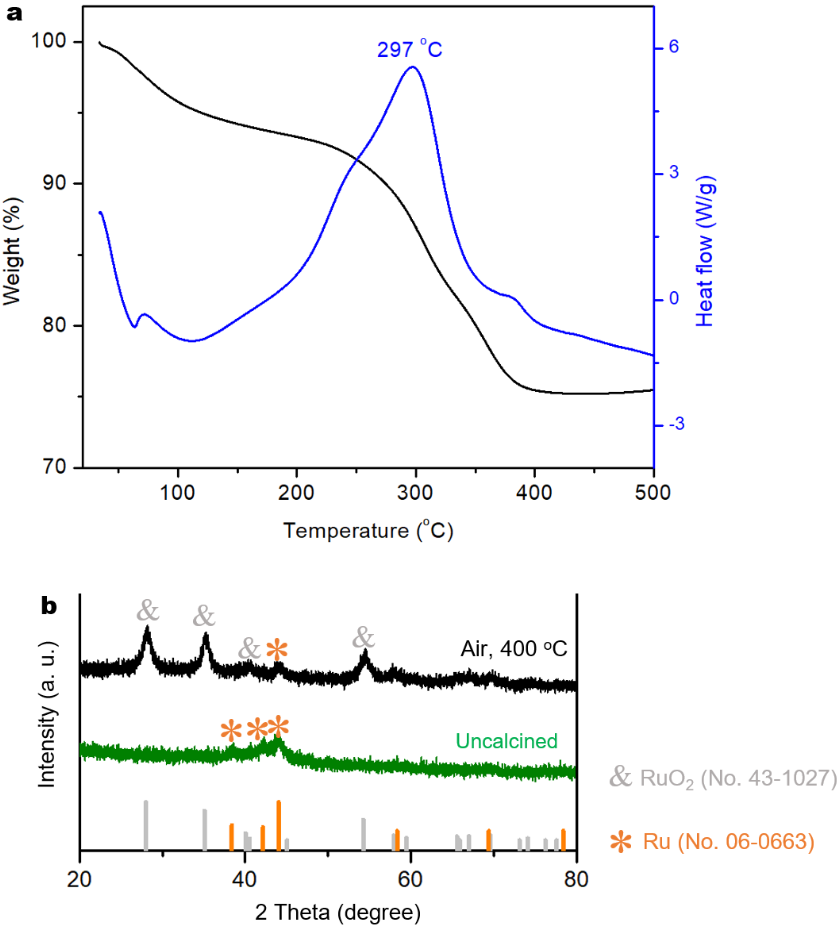 a
297 °C
100
90
80
70
Weight (%)
6
3
0
-3
Heat flow (W/g)
100 200 300 400 500
Temperature (°C)
b
& & & * &
Air, 400 °C
* * *
Uncalcined
Intensity (a. u.)
& RuO₂ (No. 43-1027)
* Ru (No. 06-0663)
20 40 60 80
2 Theta (degree)